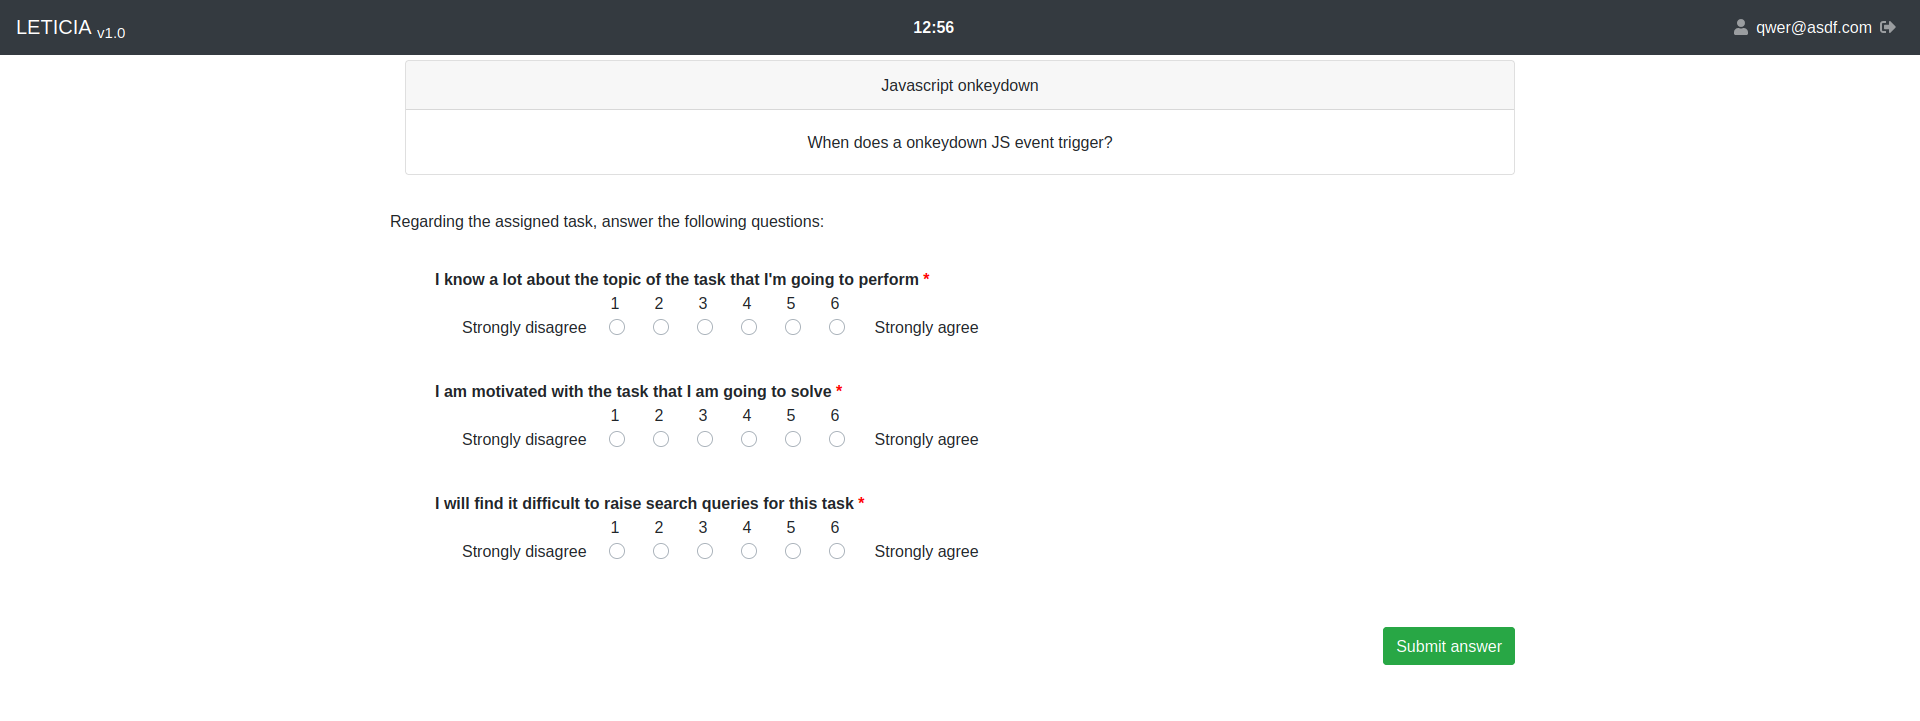 LETICIA v1.0 12:56 qwer@asdf.com
Javascript onkeydown
When does a onkeydown JS event trigger?
Regarding the assigned task, answer the following questions:
I know a lot about the topic of the task that I'm going to perform *
1 2 3 4 5 6
Strongly disagree Strongly agree
I am motivated with the task that I am going to solve *
1 2 3 4 5 6
Strongly disagree Strongly agree
I will find it difficult to raise search queries for this task *
1 2 3 4 5 6
Strongly disagree Strongly agree
Submit answer